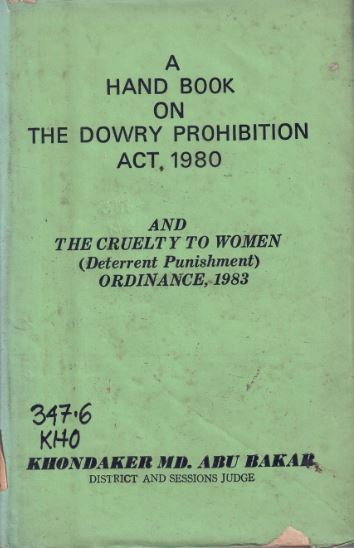 A
HAND BOOK
ON
THE DOWRY PROHIBITION
ACT, 1980
AND
THE CRUELTY TO WOMEN
(Deterrent Punishment)
ORDINANCE, 1983
347.6
KHO
KHONDAKER MD. ABU BAKAR
DISTRICT AND SESSIONS JUDGE